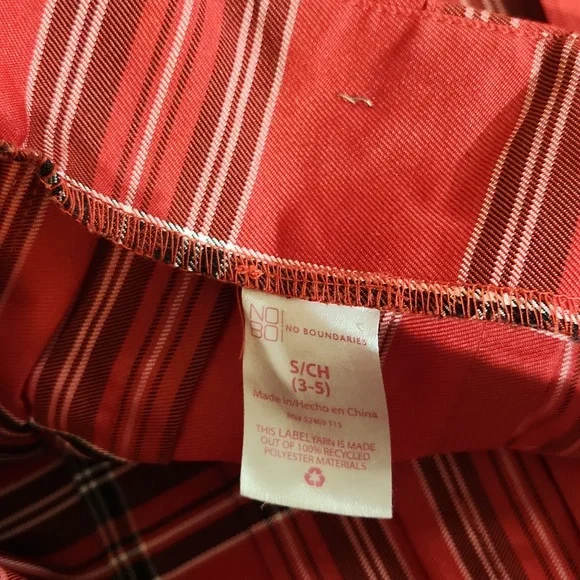 NO
BO
NO BOUNDARIES
S/CH
(3-5)
Made in/Hecho en China
THIS LABELYARN IS MADE
OUT OF 100% RECYCLED
POLYESTER MATERIALS